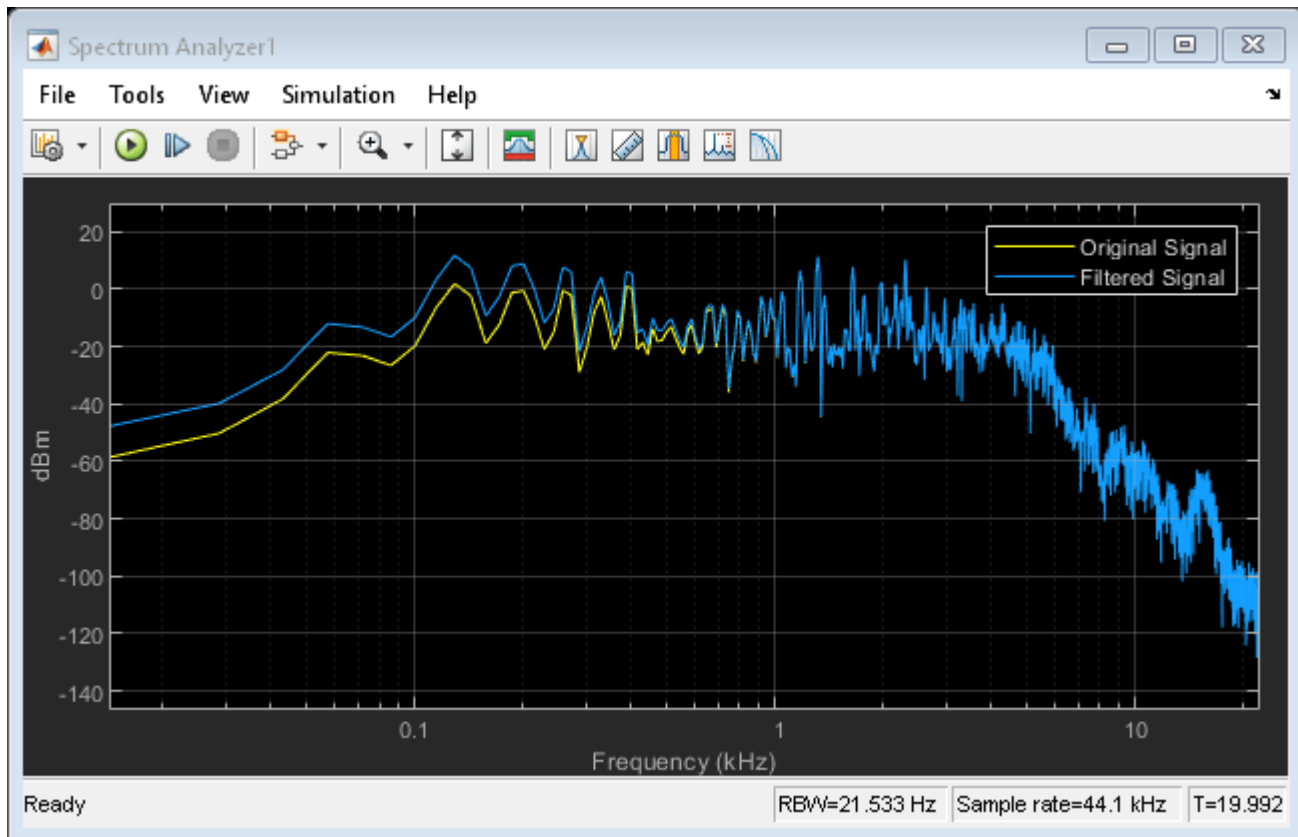 Spectrum Analyzer1
File Tools View Simulation Help
20
0
-20
-40
-60
-80
-100
-120
-140
dBm
Original Signal
Filtered Signal
0.1 1 10
Frequency (kHz)
Ready RBW=21.533 Hz Sample rate=44.1 kHz T=19.992